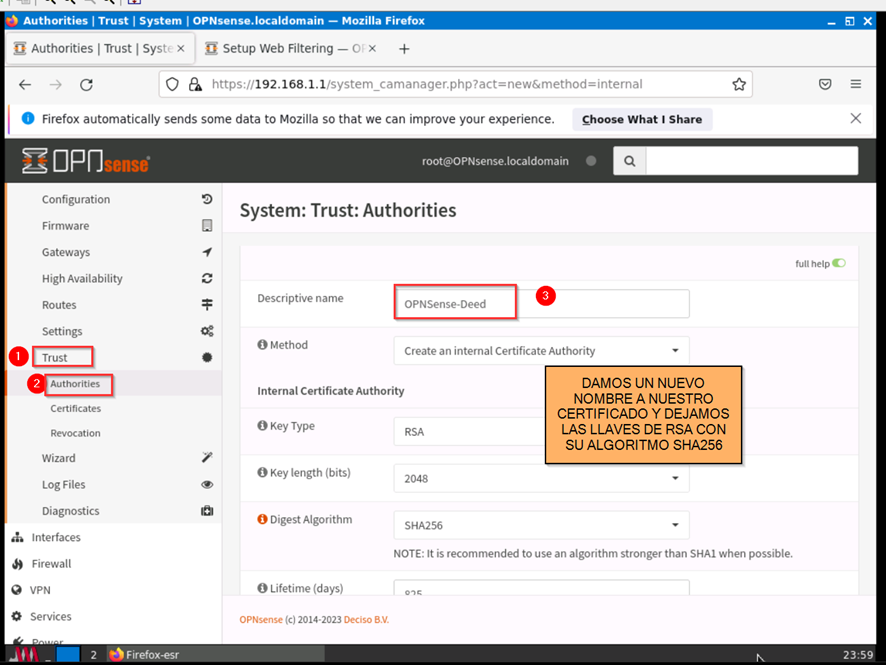 Authorities | Trust | System | OPNsense.localdomain — Mozilla Firefox
Authorities | Trust | Syste ×
Setup Web Filtering — OP ×
+
https://192.168.1.1/system_camanager.php?act=new&method=internal
Firefox automatically sends some data to Mozilla so that we can improve your experience.
Choose What I Share
OPNsense
root@OPNsense.localdomain
Configuration
Firmware
Gateways
High Availability
Routes
Settings
1 Trust
2 Authorities
Certificates
Revocation
Wizard
Log Files
Diagnostics
Interfaces
Firewall
VPN
Services
Power
System: Trust: Authorities
full help
Descriptive name
OPNSense-Deed
3
Method
Create an internal Certificate Authority
Internal Certificate Authority
DAMOS UN NUEVO
NOMBRE A NUESTRO
CERTIFICADO Y DEJAMOS
LAS LLAVES DE RSA CON
SU ALGORITMO SHA256
Key Type
RSA
Key length (bits)
2048
Digest Algorithm
SHA256
NOTE: It is recommended to use an algorithm stronger than SHA1 when possible.
Lifetime (days)
825
OPNsense (c) 2014-2023 Deciso B.V.
2
Firefox-esr
23:59